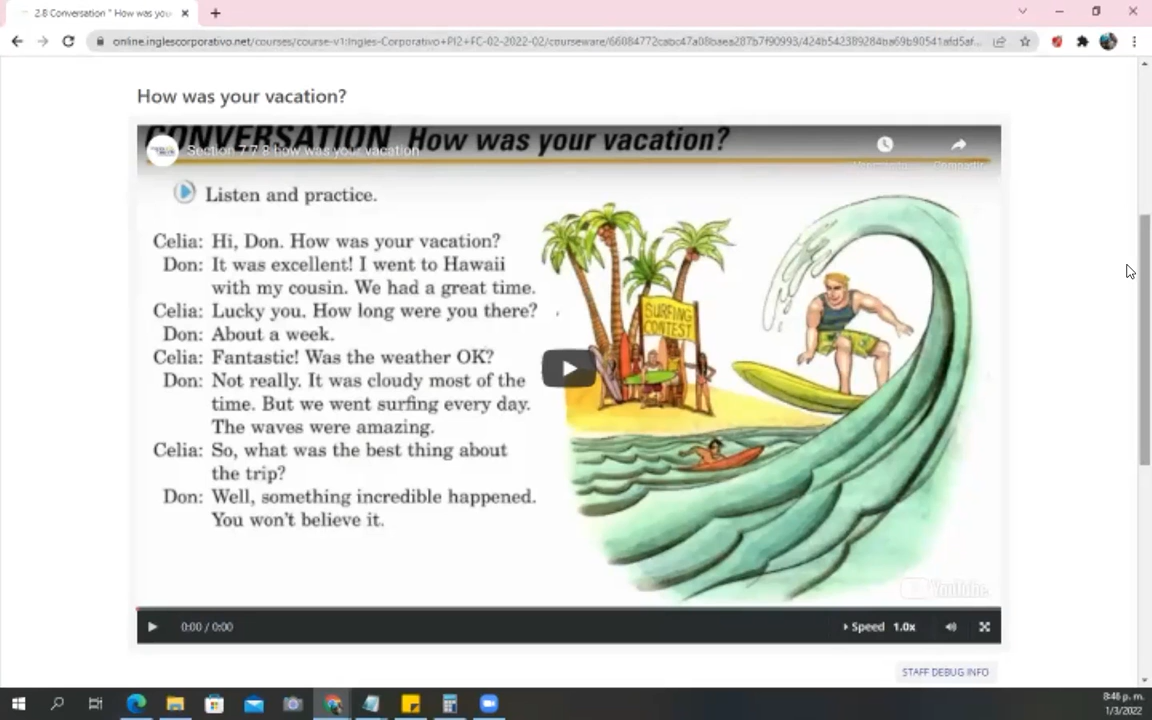 2.8 Conversation " How was you
online.inglescorporativo.net/courses/course-v1:Ingles-Corporativo+PI2+FC-02-2022-02/courseware/66084772cabc47a08baea287b7f90993/424b542389284ba69b90541afd5af...
How was your vacation?
CONVERSATION How was your vacation?
Section 7 7 8 how was your vacation
Listen and practice.
Celia: Hi, Don. How was your vacation?
Don: It was excellent! I went to Hawaii
with my cousin. We had a great time.
Celia: Lucky you. How long were you there?
Don: About a week.
Celia: Fantastic! Was the weather OK?
Don: Not really. It was cloudy most of the
time. But we went surfing every day.
The waves were amazing.
Celia: So, what was the best thing about
the trip?
Don: Well, something incredible happened.
You won't believe it.
SURFING
CONTEST
YouTube
0:00 / 0:00
Speed 1.0x
STAFF DEBUG INFO
8:46 p. m.
1/3/2022